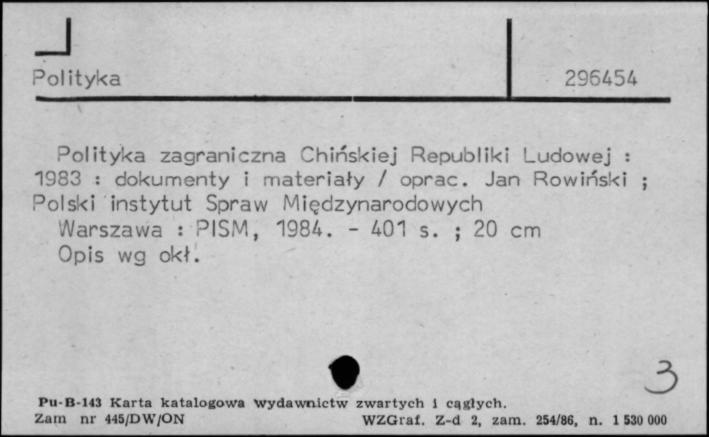 Polityka 296454
Polityka zagraniczna Chińskiej Republiki Ludowej :
1983 : dokumenty i materiały / oprac. Jan Rowiński ;
Polski instytut Spraw Międzynarodowych
Warszawa : PISM, 1984. - 401 s. ; 20 cm
Opis wg okł.
3
Pu-B-143 Karta katalogowa wydawnictw zwartych i cągłych.
Zam nr 445/DW/ON WZGraf. Z-d 2, zam. 254/86, n. 1 530 000